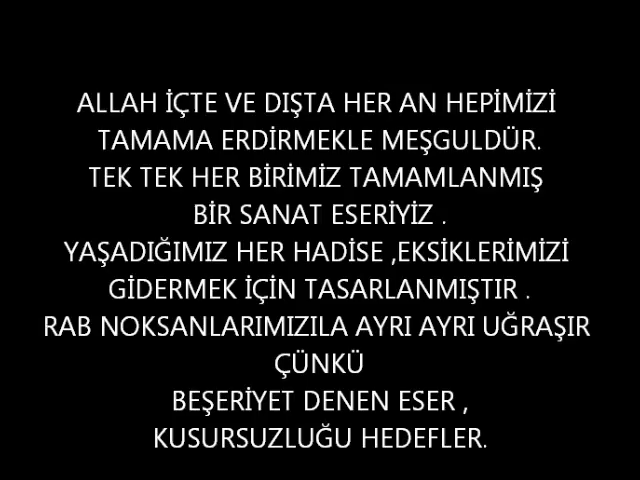 ALLAH İÇTE VE DIŞTA HER AN HEPİMİZİ
TAMAMA ERDİRMEKLE MEŞGULDÜR.
TEK TEK HER BİRİMİZ TAMAMLANMIŞ
BİR SANAT ESERİYİZ .
YAŞADIĞIMIZ HER HADİSE ,EKSİKLERİMİZİ
GİDERMEK İÇİN TASARLANMIŞTIR .
RAB NOKSANLARIMIZILA AYRI AYRI UĞRAŞIR
ÇÜNKÜ
BEŞERİYET DENEN ESER ,
KUSURSUZLUĞU HEDEFLER.